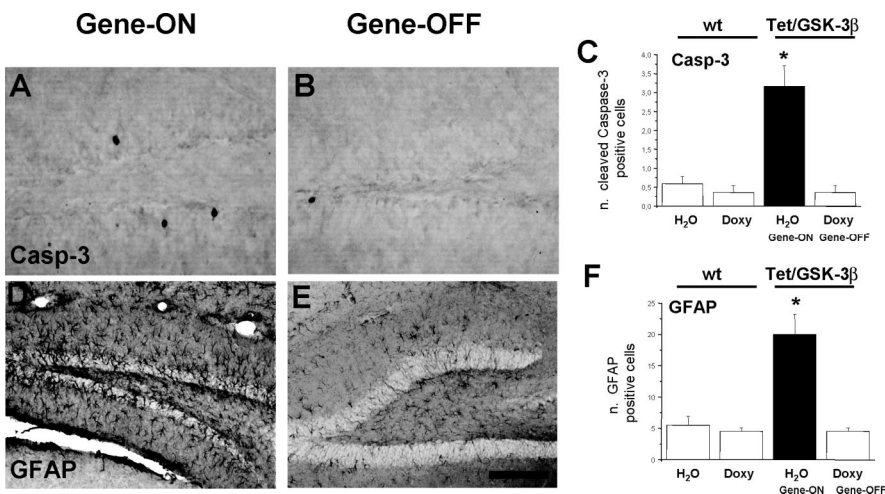 Gene-ON Gene-OFF
A
B
Casp-3
D
E
GFAP
C
wt Tet/GSK-3β
Casp-3
*
n. cleaved Caspase-3
positive cells
4,0
3,5
3,0
2,5
2,0
1,5
1,0
0,5
0,0
H₂O Doxy H₂O Doxy
Gene-ON Gene-OFF
F
wt Tet/GSK-3β
GFAP
*
n. GFAP
positive cells
25
20
15
10
5
0
H₂O Doxy H₂O Doxy
Gene-ON Gene-OFF